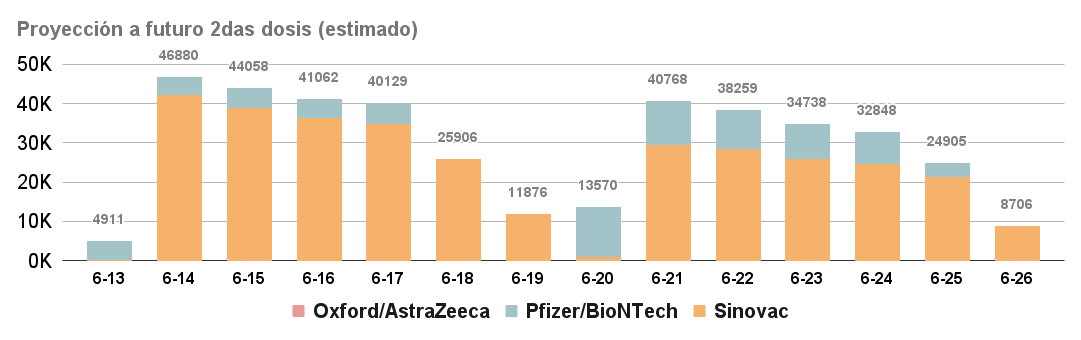 Proyección a futuro 2das dosis (estimado)
50K
40K
30K
20K
10K
0K
4911
46880
44058
41062
40129
25906
11876
13570
40768
38259
34738
32848
24905
8706
6-13 6-14 6-15 6-16 6-17 6-18 6-19 6-20 6-21 6-22 6-23 6-24 6-25 6-26
Oxford/AstraZeeca Pfizer/BioNTech Sinovac